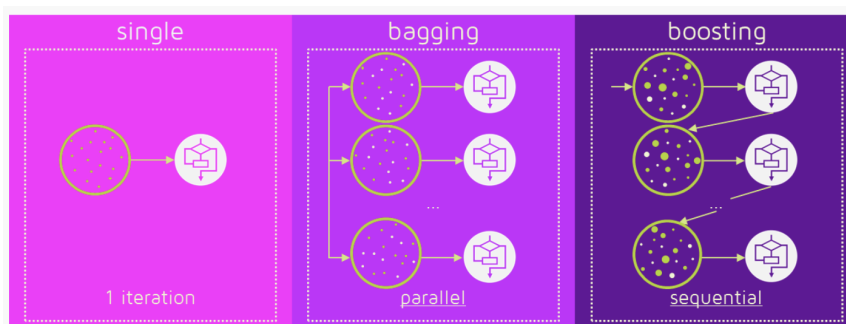 single
bagging
boosting
...
...
1 iteration
parallel
sequential